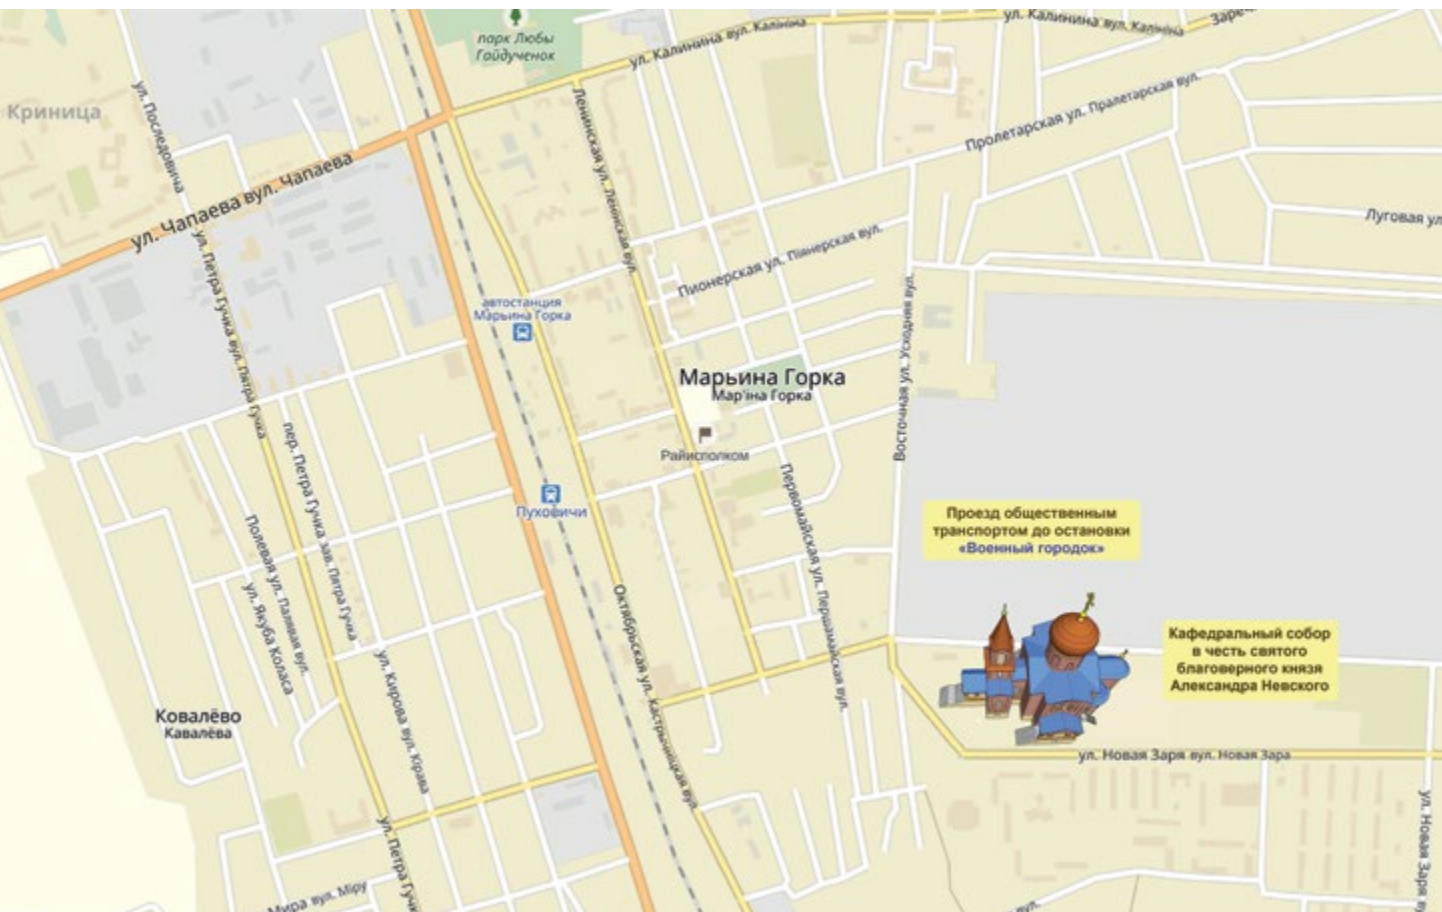 ул. Калинина вул. Калініна
парк Любы
Гайдученок
ул. Калинина вул. Калініна
Криница
ул. Последовича
Ленинская ул. Ленінская вул.
Пролетарская ул. Пралетарская вул.
ул. Чапаева вул. Чапаева
Луговая ул
Пионерская ул. Піянерская вул.
ул. Петра Гучка вул. Пятра Гучка
автостанция
Марьина Горка
Восточная ул. Усходняя вул.
Марьина Горка
Мар'іна Горка
Райисполком
пер. Петра Гучка зав. Пятра Гучка
Первомайская ул. Першамайская вул.
Пуховичи
Проезд общественным
транспортом до остановки
«Военный городок»
Полевая ул. Палявая вул.
ул. Якуба Коласа
Октябрьская ул. Кастрычніцкая вул.
Кафедральный собор
в честь святого
благоверного князя
Александра Невского
ул. Кирова вул. Кірава
Ковалёво
Кавалёва
ул. Новая Заря вул. Новая Зара
ул. Новая Заря
ул. Петра Гучк
Мира вул. Міру
вул.